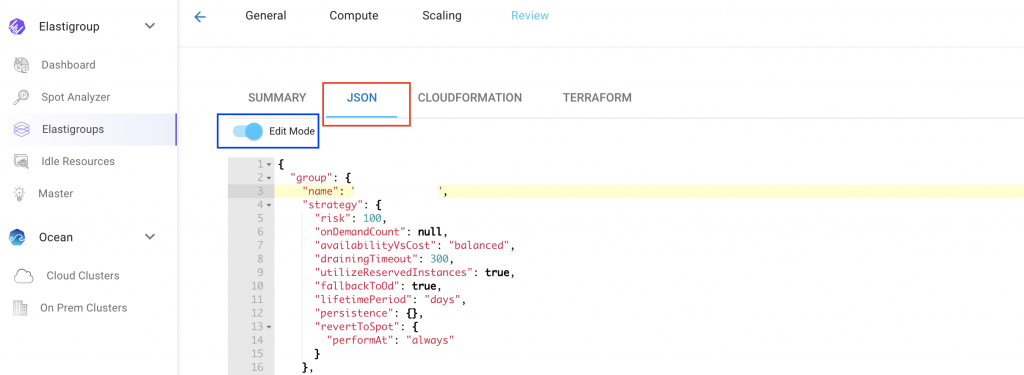 Elastigroup
Dashboard
Spot Analyzer
Elastigroups
Idle Resources
Master
Ocean
Cloud Clusters
On Prem Clusters
General Compute Scaling Review
SUMMARY JSON CLOUDFORMATION TERRAFORM
Edit Mode
1 {
2 "group": {
3 "name": ' ',
4 "strategy": {
5 "risk": 100,
6 "onDemandCount": null,
7 "availabilityVsCost": "balanced",
8 "drainingTimeout": 300,
9 "utilizeReservedInstances": true,
10 "fallbackToOd": true,
11 "lifetimePeriod": "days",
12 "persistence": {},
13 "revertToSpot": {
14 "performAt": "always"
15 }
16 },